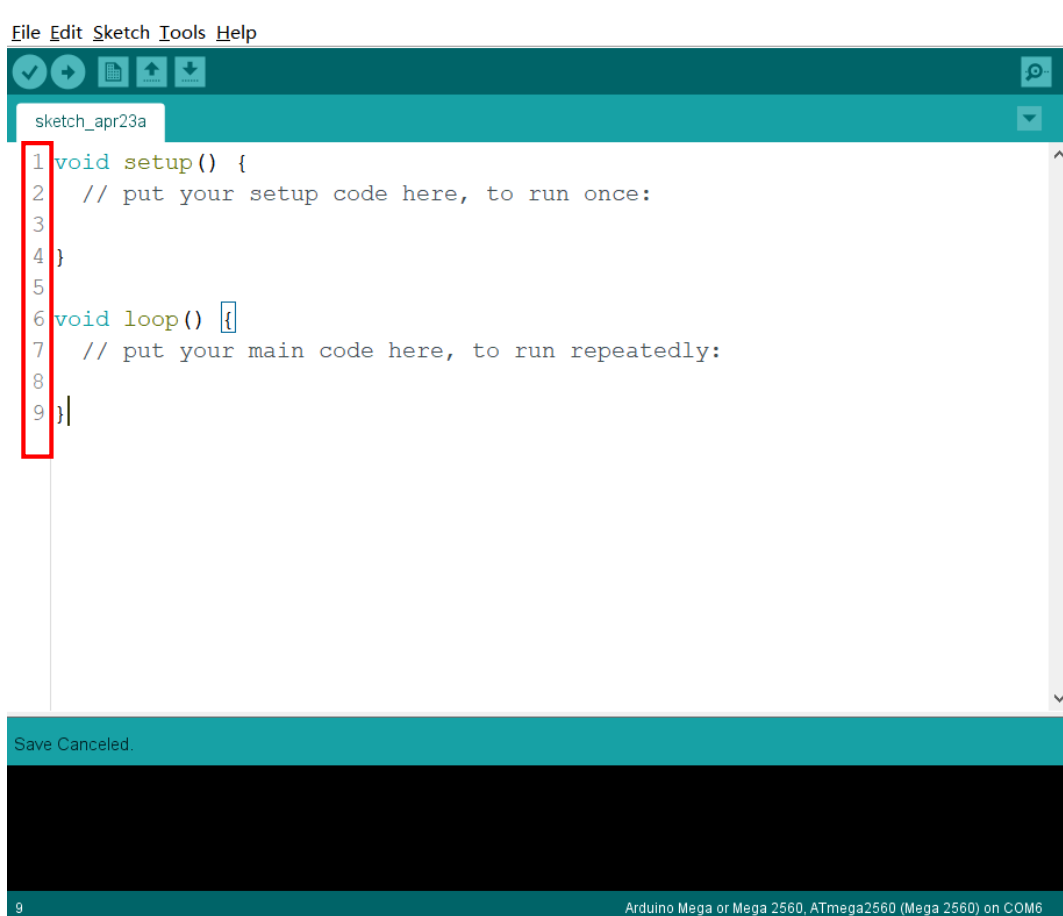 File Edit Sketch Tools Help
sketch_apr23a
1 void setup() {
2   // put your setup code here, to run once:
3
4 }
5
6 void loop() {
7   // put your main code here, to run repeatedly:
8
9 }
Save Canceled.
9 Arduino Mega or Mega 2560, ATmega2560 (Mega 2560) on COM6